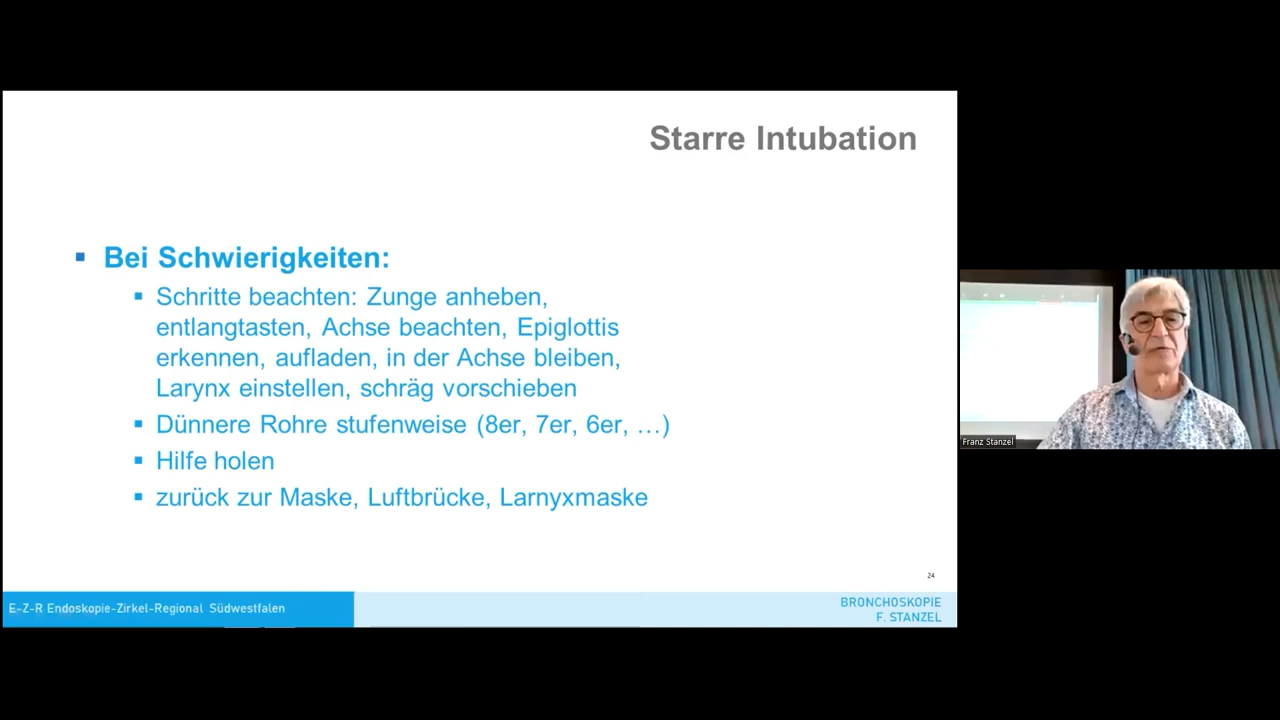 Starre Intubation
Bei Schwierigkeiten:
Schritte beachten: Zunge anheben,
entlangtasten, Achse beachten, Epiglottis
erkennen, aufladen, in der Achse bleiben,
Larynx einstellen, schräg vorschieben
Dünnere Rohre stufenweise (8er, 7er, 6er, …)
Hilfe holen
zurück zur Maske, Luftbrücke, Larnyxmaske
24
E-Z-R Endoskopie-Zirkel-Regional Südwestfalen
BRONCHOSKOPIE
F. STANZEL
Franz Stanzel